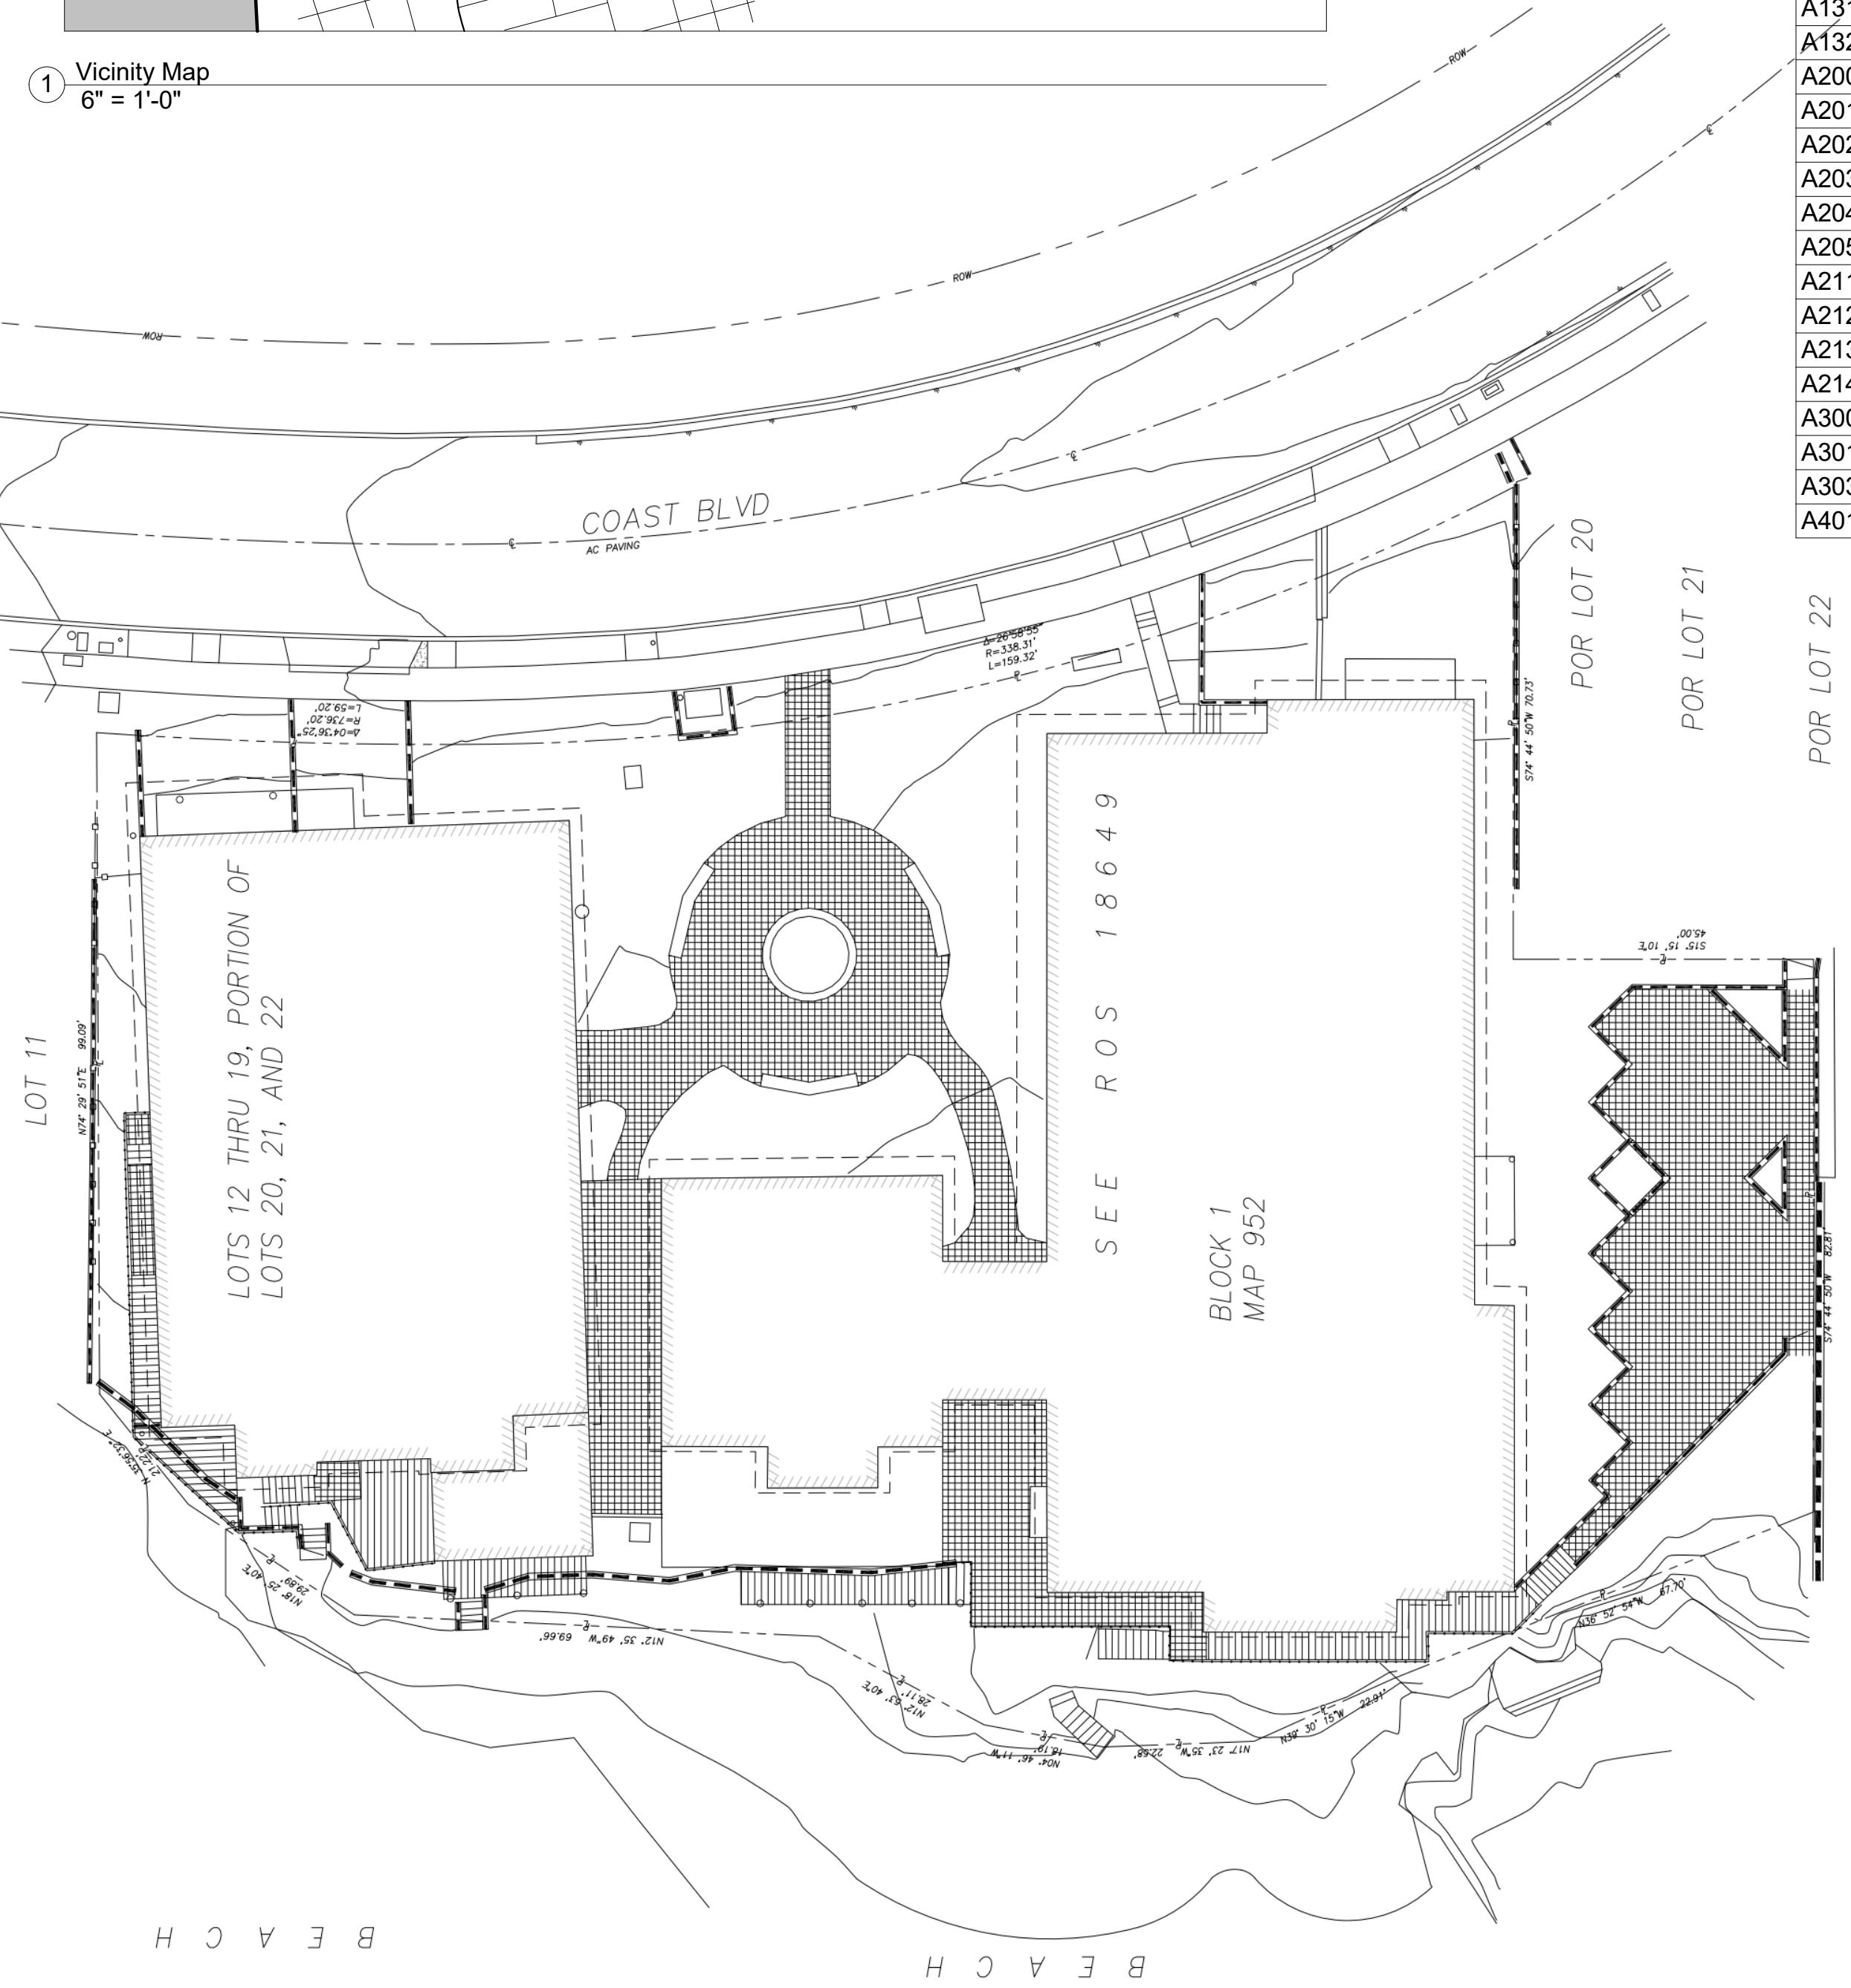 1 Vicinity Map
6" = 1'-0"
A131
A132
A200
A201
A202
A203
A204
A205
A211
A212
A213
A214
A300
A301
A303
A401
ROW
ROW
ROW
COAST BLVD
AC PAVING
Δ=26°58'55"
R=338.31'
L=159.32'
Δ=04°36'25"
R=736.20'
L=59.20'
POR LOT 20
POR LOT 21
POR LOT 22
S74° 44' 50"W 70.73'
S15° 15' 10"E
45.00'
LOT 11
N74° 29' 51"E 99.09'
LOTS 12 THRU 19, PORTION OF
LOTS 20, 21, AND 22
SEE ROS 18649
BLOCK 1
MAP 952
S74° 44' 50"W 82.81'
N 35°56'32" E
21.22'
N18° 25' 40"E
29.89'
N12° 35' 49"W 69.66'
N12° 53' 40"E
28.11'
N04° 46' 11"W
18.19'
N17° 23' 35"W 22.68'
N39° 30' 15"W 22.91'
N36° 52' 54"W 67.70'
BEACH
BEACH